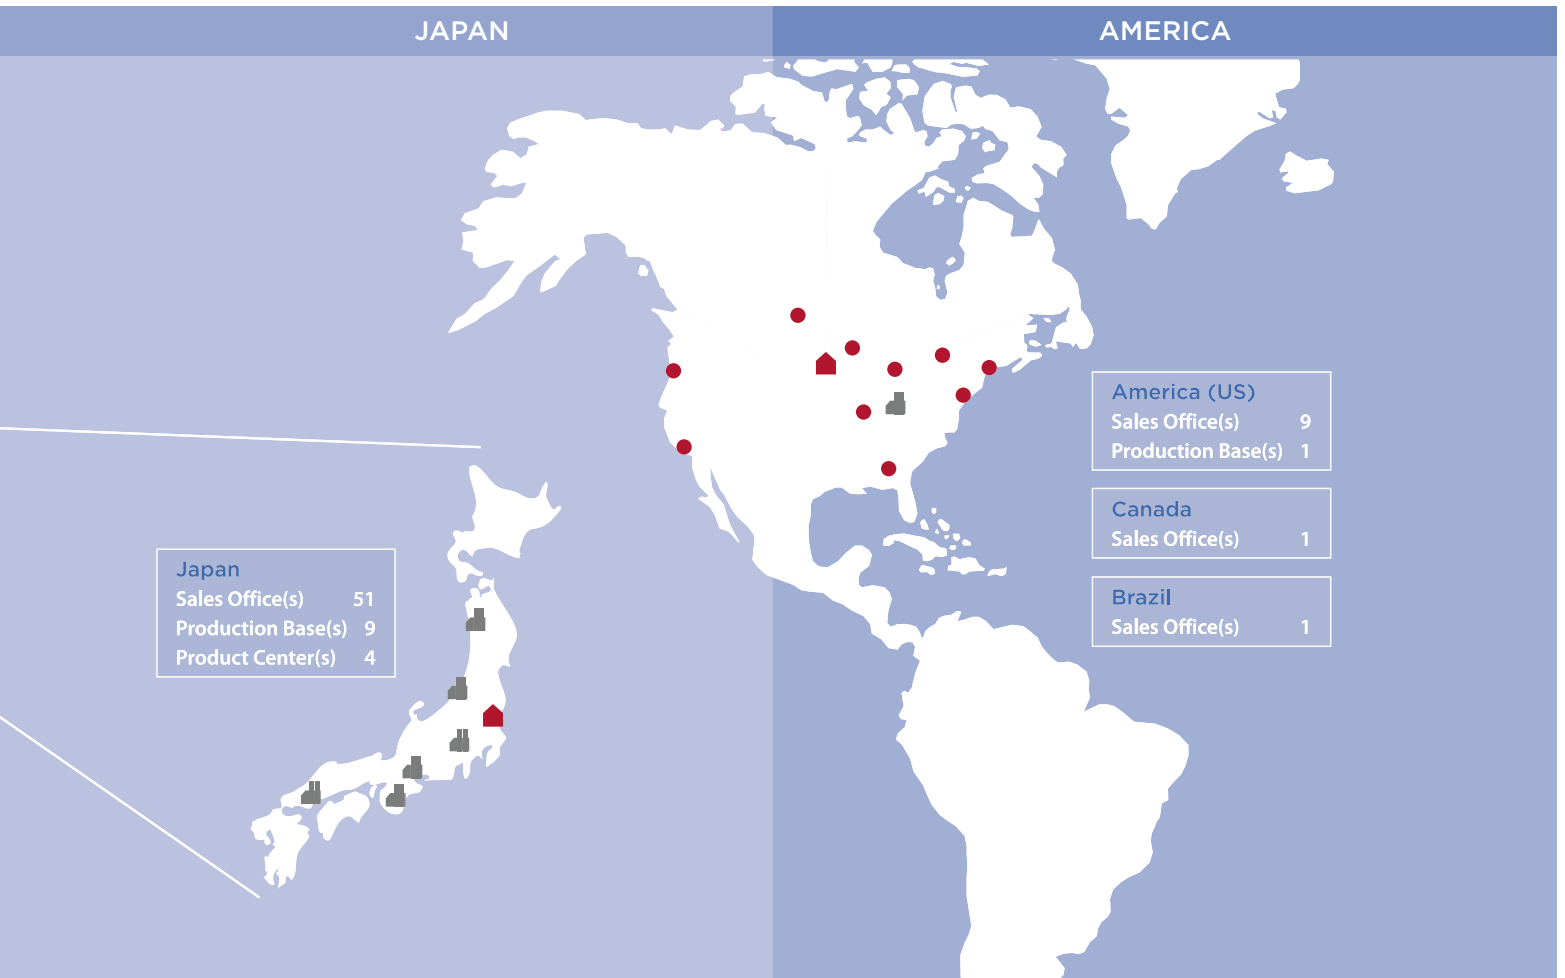 JAPAN
AMERICA
America (US)
Sales Office(s) 9
Production Base(s) 1
Canada
Sales Office(s) 1
Brazil
Sales Office(s) 1
Japan
Sales Office(s) 51
Production Base(s) 9
Product Center(s) 4